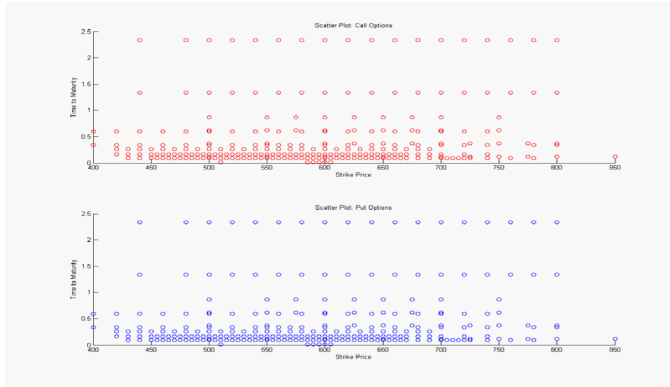 Scatter Plot: Call Options
2.5
2
1.5
1
0.5
0
Time to Maturity
400 450 500 550 600 650 700 750 800 850
Strike Price
Scatter Plot: Put Options
2.5
2
1.5
1
0.5
0
Time to Maturity
400 450 500 550 600 650 700 750 800 850
Strike Price